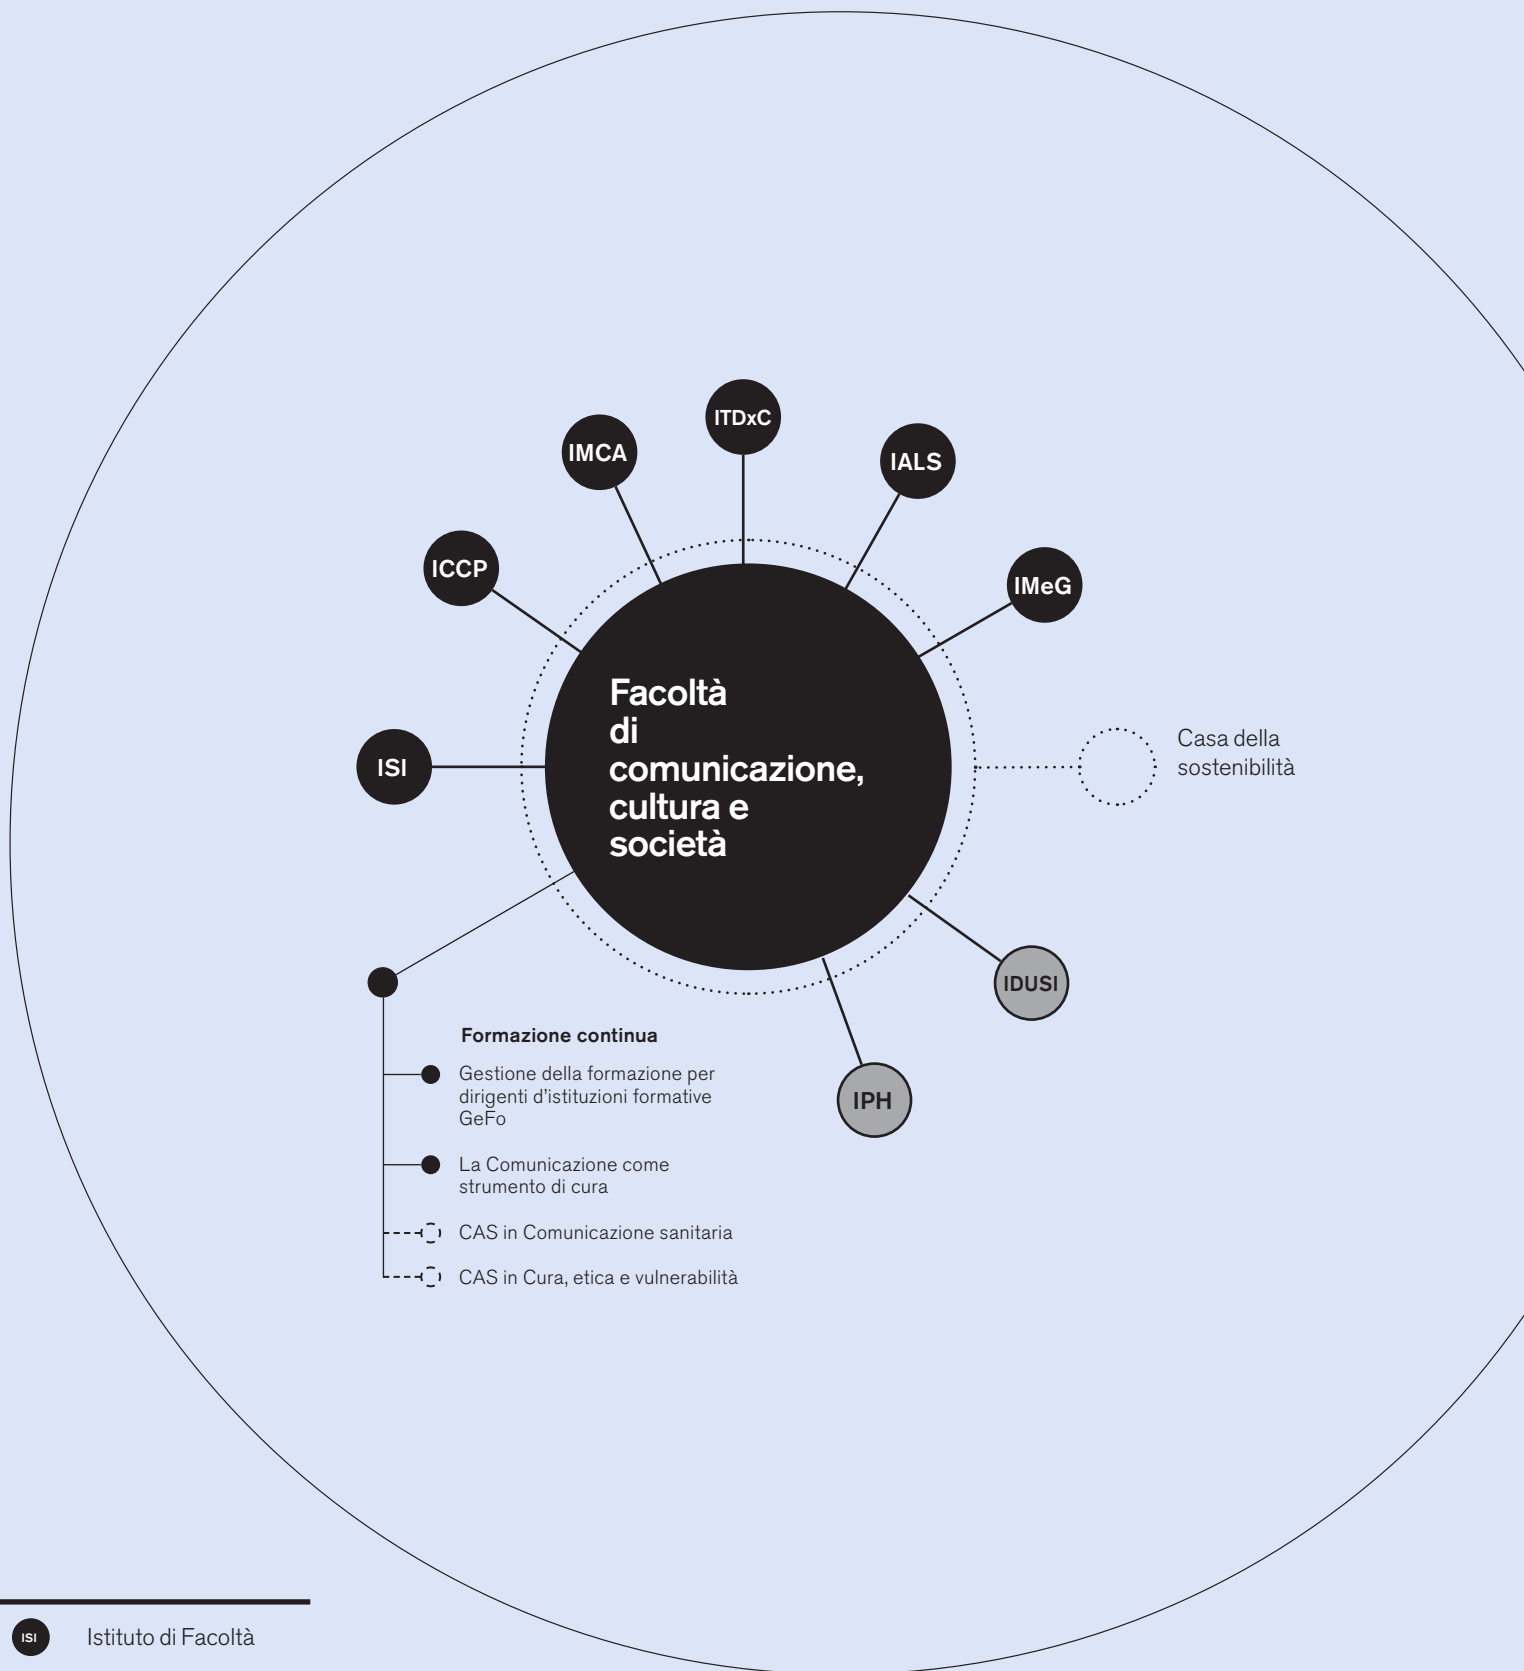 ITDxC
IMCA
IALS
ICCP
IMeG
Facoltà
di
comunicazione,
cultura e
società
ISI
Casa della
sostenibilità
IDUSI
IPH
Formazione continua
Gestione della formazione per
dirigenti d'istituzioni formative
GeFo
La Comunicazione come
strumento di cura
CAS in Comunicazione sanitaria
CAS in Cura, etica e vulnerabilità
ISI
Istituto di Facoltà